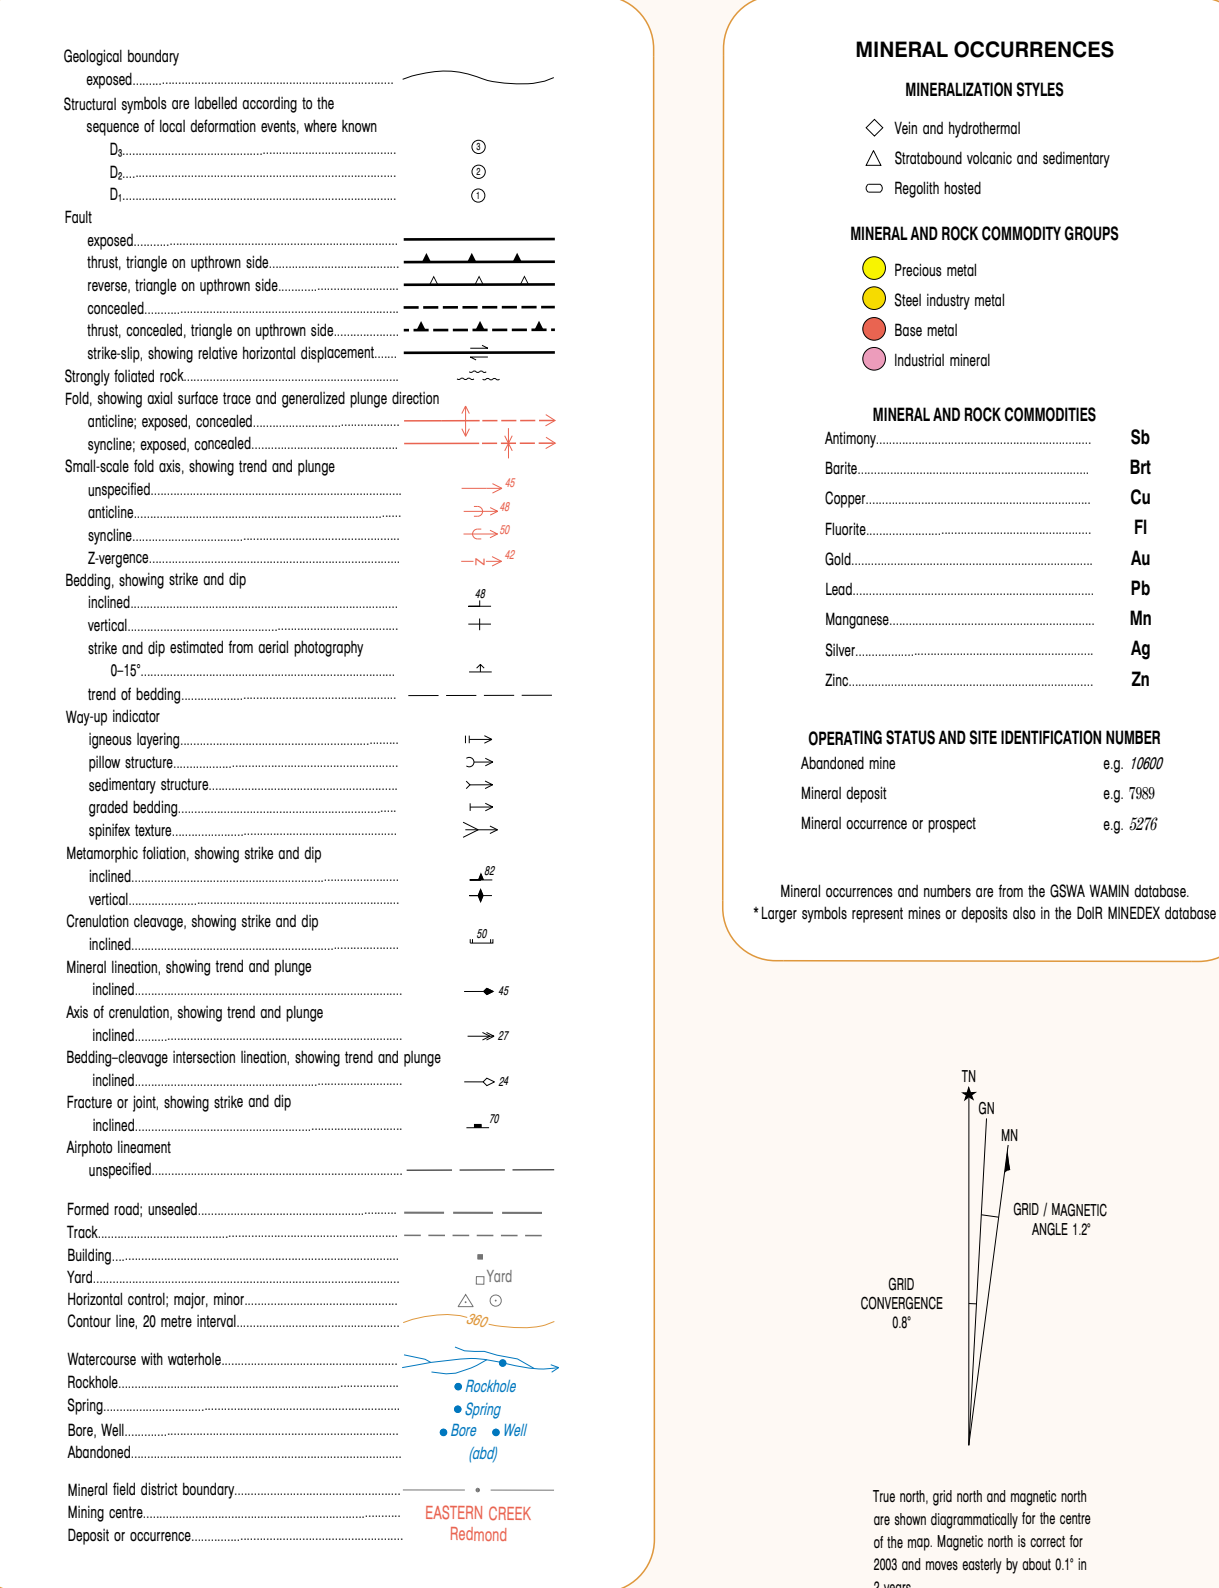 Geological boundary
exposed
Structural symbols are labelled according to the
sequence of local deformation events, where known
D₃ 3
D₂ 2
D₁ 1
Fault
exposed
thrust, triangle on upthrown side
reverse, triangle on upthrown side
concealed
thrust, concealed, triangle on upthrown side
strike-slip, showing relative horizontal displacement
Strongly foliated rock
Fold, showing axial surface trace and generalized plunge direction
anticline; exposed, concealed
syncline; exposed, concealed
Small-scale fold axis, showing trend and plunge
unspecified 45
anticline 48
syncline 50
Z-vergence Z 42
Bedding, showing strike and dip
inclined 48
vertical
strike and dip estimated from aerial photography
0–15°
trend of bedding
Way-up indicator
igneous layering
pillow structure
sedimentary structure
graded bedding
spinifex texture
Metamorphic foliation, showing strike and dip
inclined 82
vertical
Crenulation cleavage, showing strike and dip
inclined 50
Mineral lineation, showing trend and plunge
inclined 45
Axis of crenulation, showing trend and plunge
inclined 27
Bedding–cleavage intersection lineation, showing trend and plunge
inclined 24
Fracture or joint, showing strike and dip
inclined 70
Airphoto lineament
unspecified
Formed road; unsealed
Track
Building
Yard Yard
Horizontal control; major, minor
Contour line, 20 metre interval 360
Watercourse with waterhole
Rockhole Rockhole
Spring Spring
Bore, Well Bore Well
Abandoned (abd)
Mineral field district boundary
Mining centre EASTERN CREEK
Deposit or occurrence Redmond
MINERAL OCCURRENCES
MINERALIZATION STYLES
Vein and hydrothermal
Stratabound volcanic and sedimentary
Regolith hosted
MINERAL AND ROCK COMMODITY GROUPS
Precious metal
Steel industry metal
Base metal
Industrial mineral
MINERAL AND ROCK COMMODITIES
Antimony Sb
Barite Brt
Copper Cu
Fluorite Fl
Gold Au
Lead Pb
Manganese Mn
Silver Ag
Zinc Zn
OPERATING STATUS AND SITE IDENTIFICATION NUMBER
Abandoned mine e.g. 10600
Mineral deposit e.g. 7989
Mineral occurrence or prospect e.g. 5276
Mineral occurrences and numbers are from the GSWA WAMIN database.
* Larger symbols represent mines or deposits also in the DoIR MINEDEX database
TN
GN
MN
GRID / MAGNETIC
ANGLE 1.2°
GRID
CONVERGENCE
0.8°
True north, grid north and magnetic north
are shown diagrammatically for the centre
of the map. Magnetic north is correct for
2003 and moves easterly by about 0.1° in
2 years